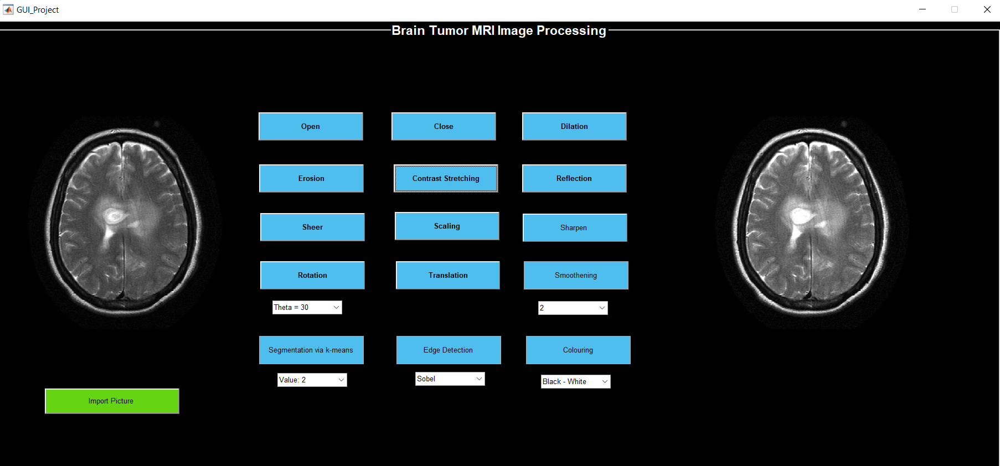 GUI_Project
Brain Tumor MRI Image Processing
Open
Close
Dilation
Erosion
Contrast Stretching
Reflection
Sheer
Scaling
Sharpen
Rotation
Translation
Smoothening
Theta = 30
2
Segmentation via k-means
Edge Detection
Colouring
Value: 2
Sobel
Black - White
Import Picture